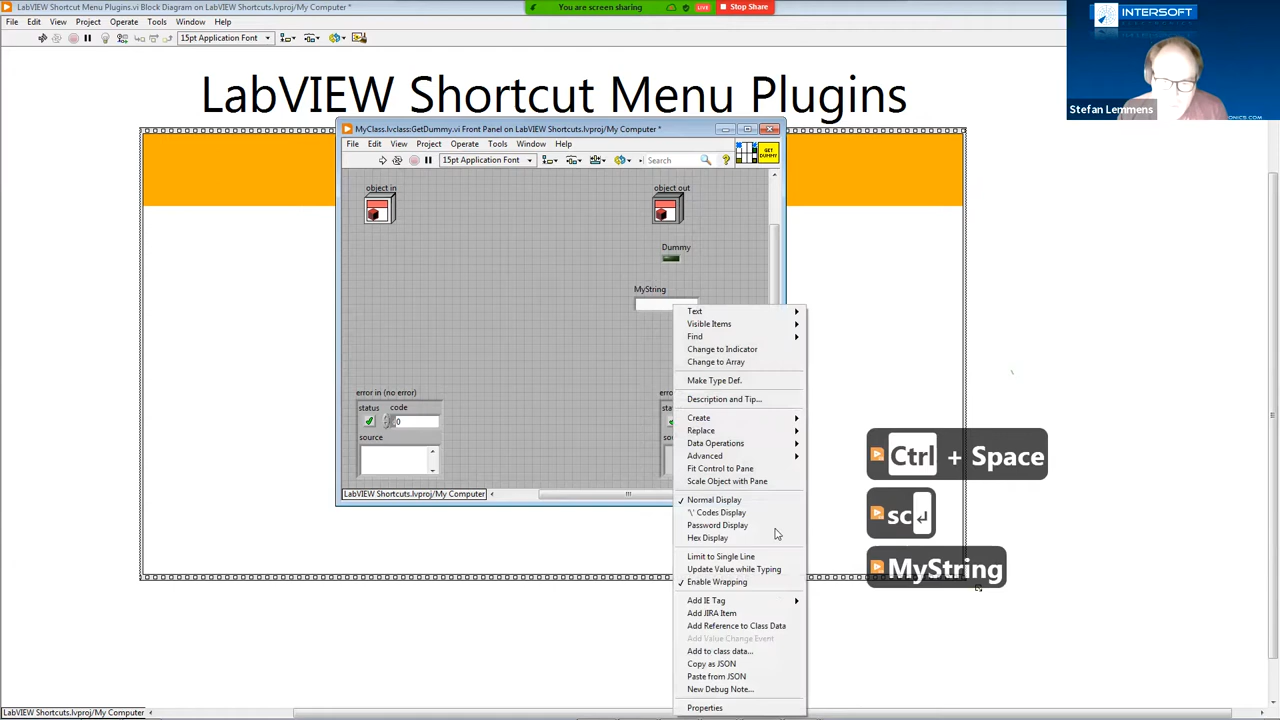 LabVIEW Shortcut Menu Plugins.vi Block Diagram on LabVIEW Shortcuts.lvproj/My Computer *
You are screen sharing
LIVE
Stop Share
File Edit View Project Operate Tools Window Help
15pt Application Font
INTERSOFT
Stefan Lemmens
LabVIEW Shortcut Menu Plugins
MyClass.lvclass:GetDummy.vi Front Panel on LabVIEW Shortcuts.lvproj/My Computer *
File Edit View Project Operate Tools Window Help
15pt Application Font
Search
GET
DUMMY
object in
object out
Dummy
MyString
Text
Visible Items
Find
Change to Indicator
Change to Array
Make Type Def.
Description and Tip...
Create
Replace
Data Operations
Advanced
Fit Control to Pane
Scale Object with Pane
Normal Display
'\' Codes Display
Password Display
Hex Display
Limit to Single Line
Update Value while Typing
Enable Wrapping
Add IE Tag
Add JIRA Item
Add Reference to Class Data
Add Value Change Event
Add to class data...
Copy as JSON
Paste from JSON
New Debug Note...
Properties
error in (no error)
status code
0
source
LabVIEW Shortcuts.lvproj/My Computer
Ctrl + Space
sc
MyString
LabVIEW Shortcuts.lvproj/My Computer